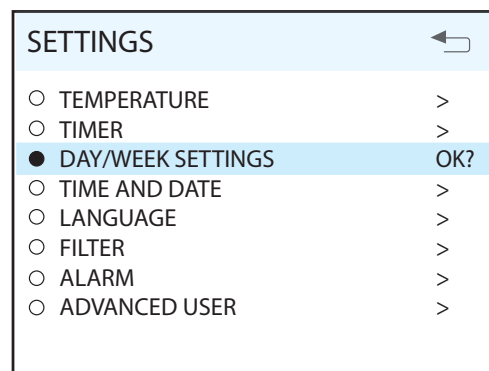 SETTINGS
TEMPERATURE >
TIMER >
DAY/WEEK SETTINGS OK?
TIME AND DATE >
LANGUAGE >
FILTER >
ALARM >
ADVANCED USER >